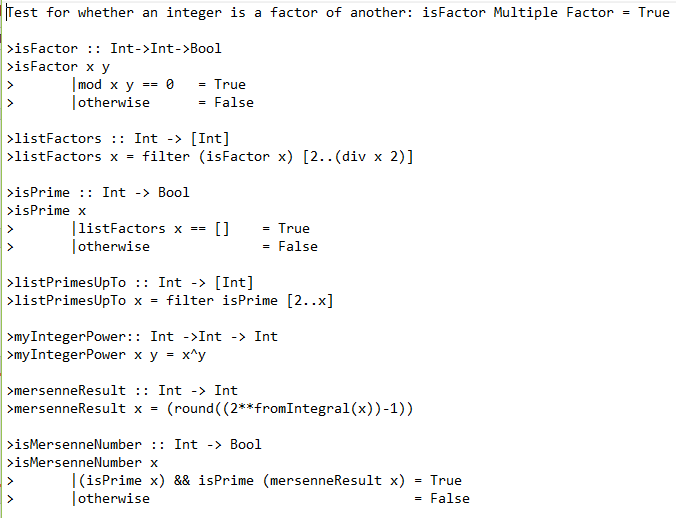 Test for whether an integer is a factor of another: isFactor Multiple Factor = True
>isFactor :: Int->Int->Bool
>isFactor x y
>       |mod x y == 0   = True
>       |otherwise      = False
>listFactors :: Int -> [Int]
>listFactors x = filter (isFactor x) [2..(div x 2)]
>isPrime :: Int -> Bool
>isPrime x
>       |listFactors x == []    = True
>       |otherwise              = False
>listPrimesUpTo :: Int -> [Int]
>listPrimesUpTo x = filter isPrime [2..x]
>myIntegerPower:: Int ->Int -> Int
>myIntegerPower x y = x^y
>mersenneResult :: Int -> Int
>mersenneResult x = (round((2**fromIntegral(x))-1))
>isMersenneNumber :: Int -> Bool
>isMersenneNumber x
>       |(isPrime x) && isPrime (mersenneResult x) = True
>       |otherwise                                 = False